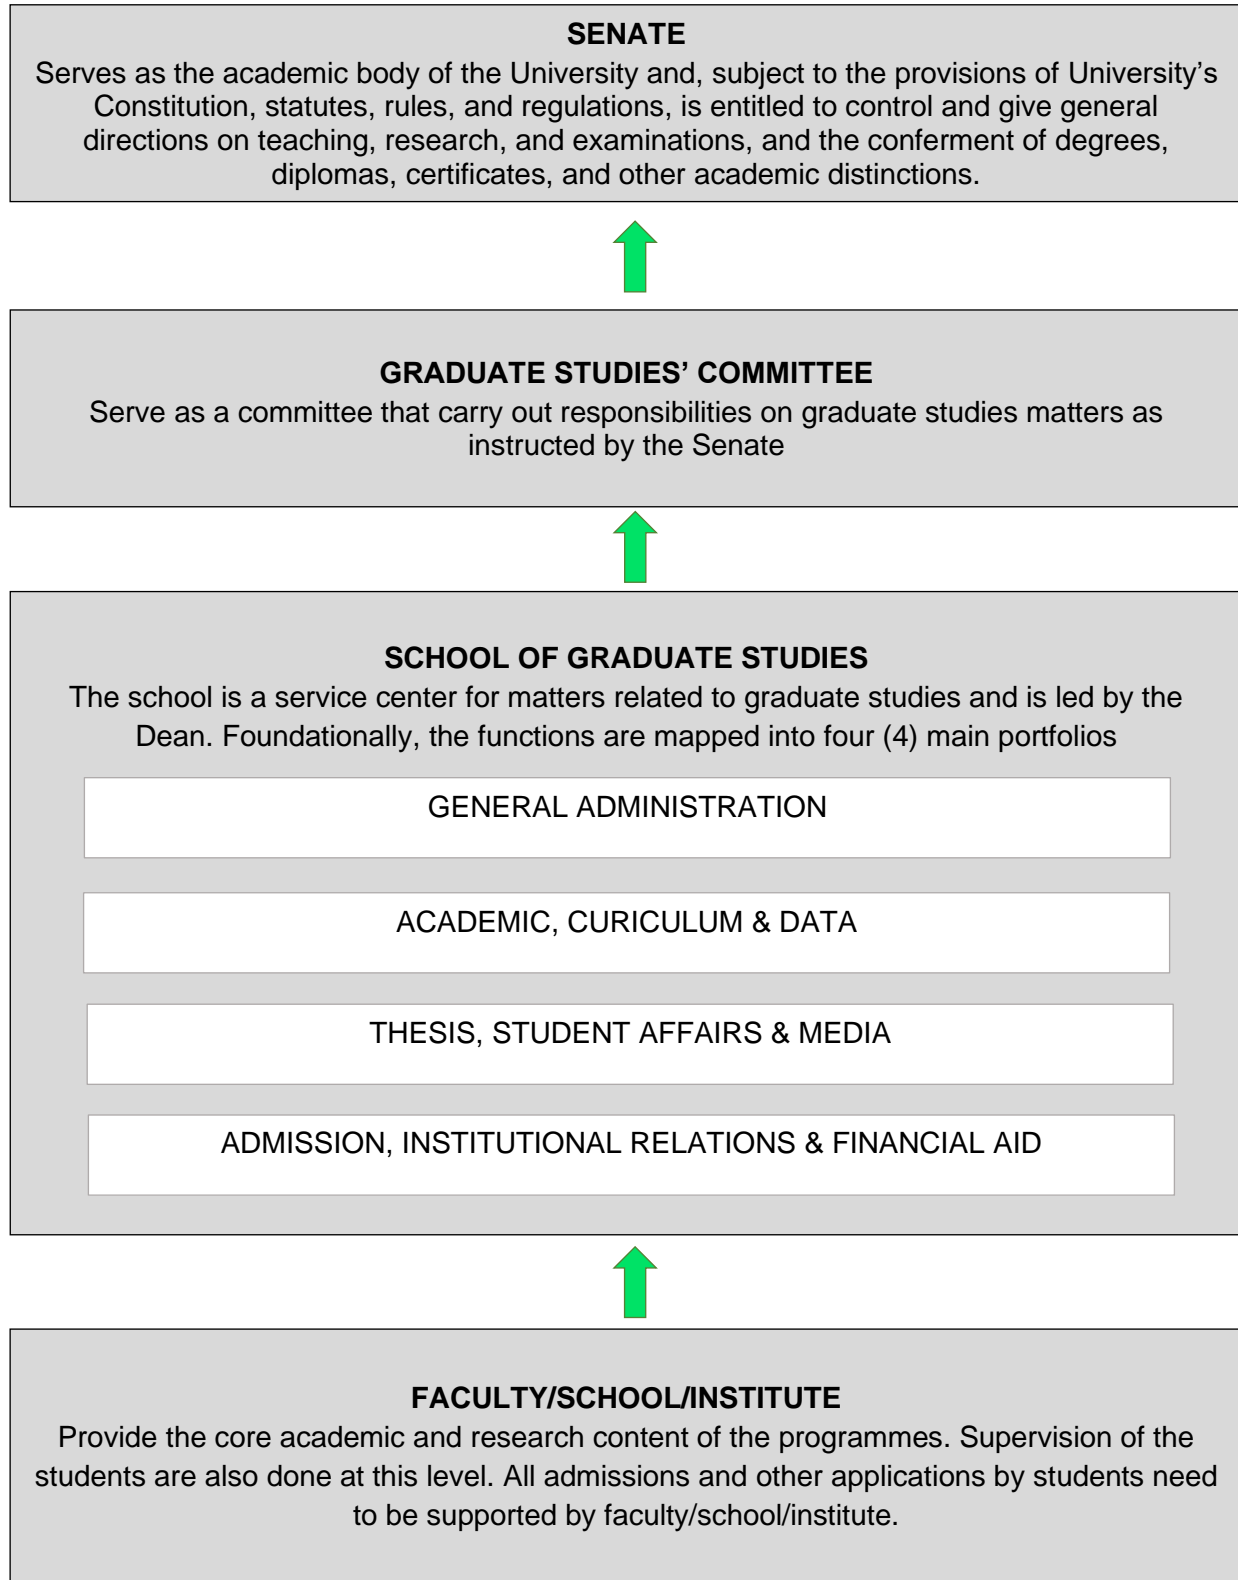 SENATE
Serves as the academic body of the University and, subject to the provisions of University’s
Constitution, statutes, rules, and regulations, is entitled to control and give general
directions on teaching, research, and examinations, and the conferment of degrees,
diplomas, certificates, and other academic distinctions.
GRADUATE STUDIES’ COMMITTEE
Serve as a committee that carry out responsibilities on graduate studies matters as
instructed by the Senate
SCHOOL OF GRADUATE STUDIES
The school is a service center for matters related to graduate studies and is led by the
Dean. Foundationally, the functions are mapped into four (4) main portfolios
GENERAL ADMINISTRATION
ACADEMIC, CURICULUM & DATA
THESIS, STUDENT AFFAIRS & MEDIA
ADMISSION, INSTITUTIONAL RELATIONS & FINANCIAL AID
FACULTY/SCHOOL/INSTITUTE
Provide the core academic and research content of the programmes. Supervision of the
students are also done at this level. All admissions and other applications by students need
to be supported by faculty/school/institute.